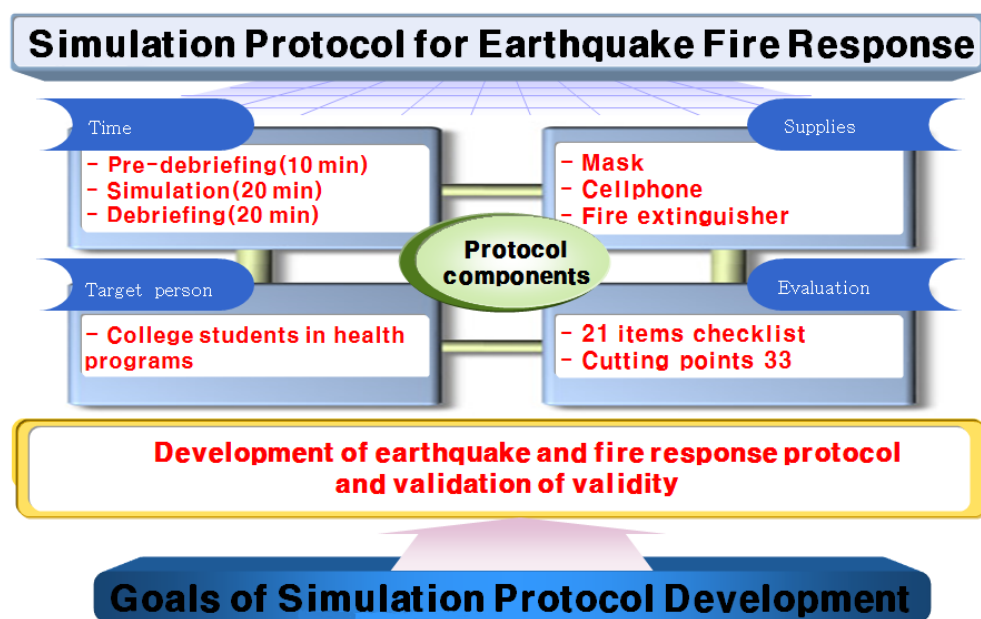 Simulation Protocol for Earthquake Fire Response
Time
- Pre-debriefing(10 min)
- Simulation(20 min)
- Debriefing(20 min)
Supplies
- Mask
- Cellphone
- Fire extinguisher
Protocol
components
Target person
- College students in health
programs
Evaluation
- 21 items checklist
- Cutting points 33
Development of earthquake and fire response protocol
and validation of validity
Goals of Simulation Protocol Development